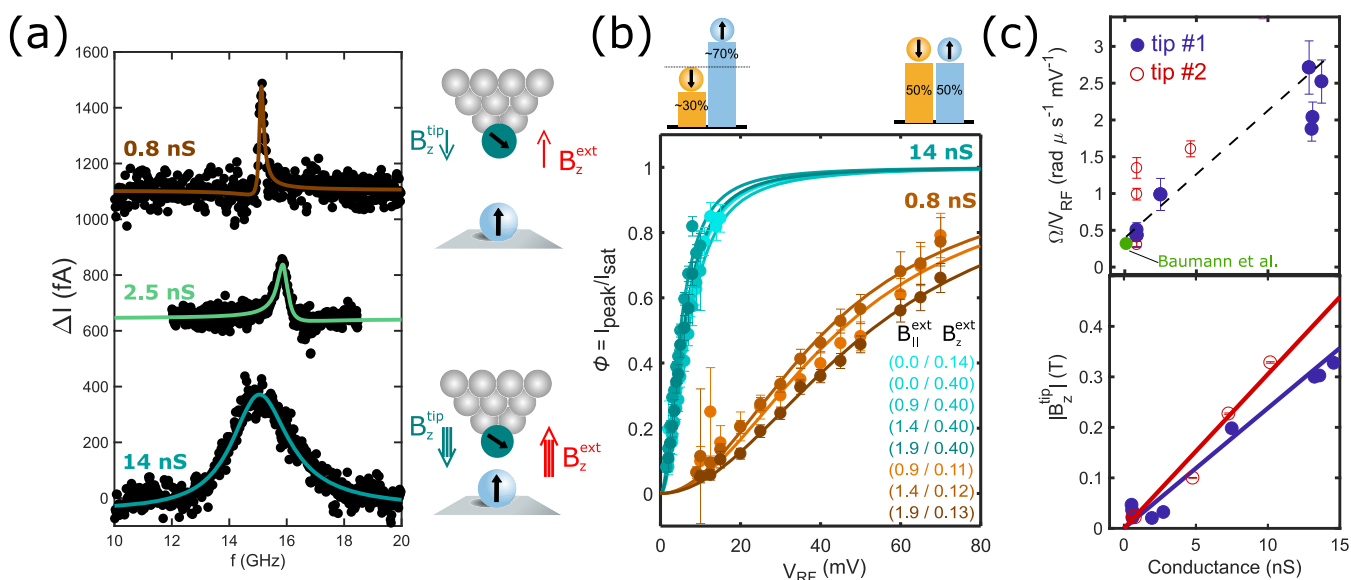 (a)
1600
1400
1200
1000
800
600
400
200
0
ΔI (fA)
0.8 nS
2.5 nS
14 nS
10
12
14
16
18
20
f (GHz)
B_z^tip
B_z^ext
B_z^tip
B_z^ext
(b)
~30%
~70%
50%
50%
1
0.8
0.6
0.4
0.2
0
Φ = I_peak/I_sat
14 nS
0.8 nS
B_||^ext B_z^ext
(0.0 / 0.14)
(0.0 / 0.40)
(0.9 / 0.40)
(1.4 / 0.40)
(1.9 / 0.40)
(0.9 / 0.11)
(1.4 / 0.12)
(1.9 / 0.13)
0
20
40
60
80
V_RF (mV)
(c)
3
2.5
2
1.5
1
0.5
0
Ω/V_RF (rad μ s⁻¹ mV⁻¹)
tip #1
tip #2
Baumann et al.
0.4
0.2
0
|B_z^tip| (T)
0
5
10
15
Conductance (nS)